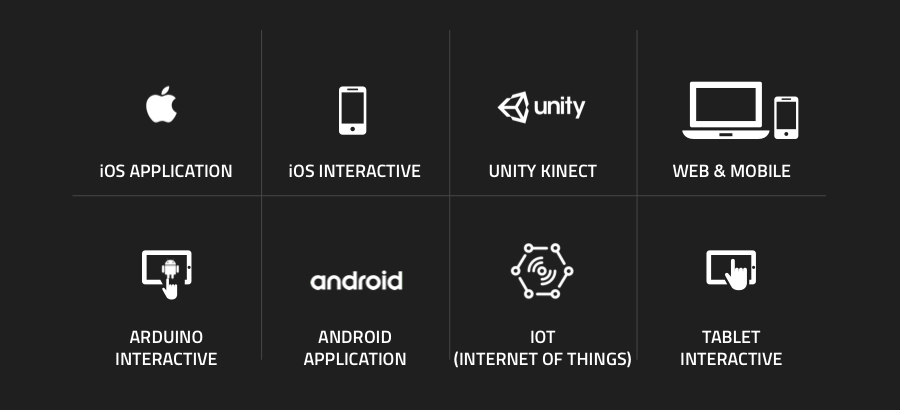 unity
iOS APPLICATION
iOS INTERACTIVE
UNITY KINECT
WEB & MOBILE
android
ARDUINO
INTERACTIVE
ANDROID
APPLICATION
IOT
(INTERNET OF THINGS)
TABLET
INTERACTIVE